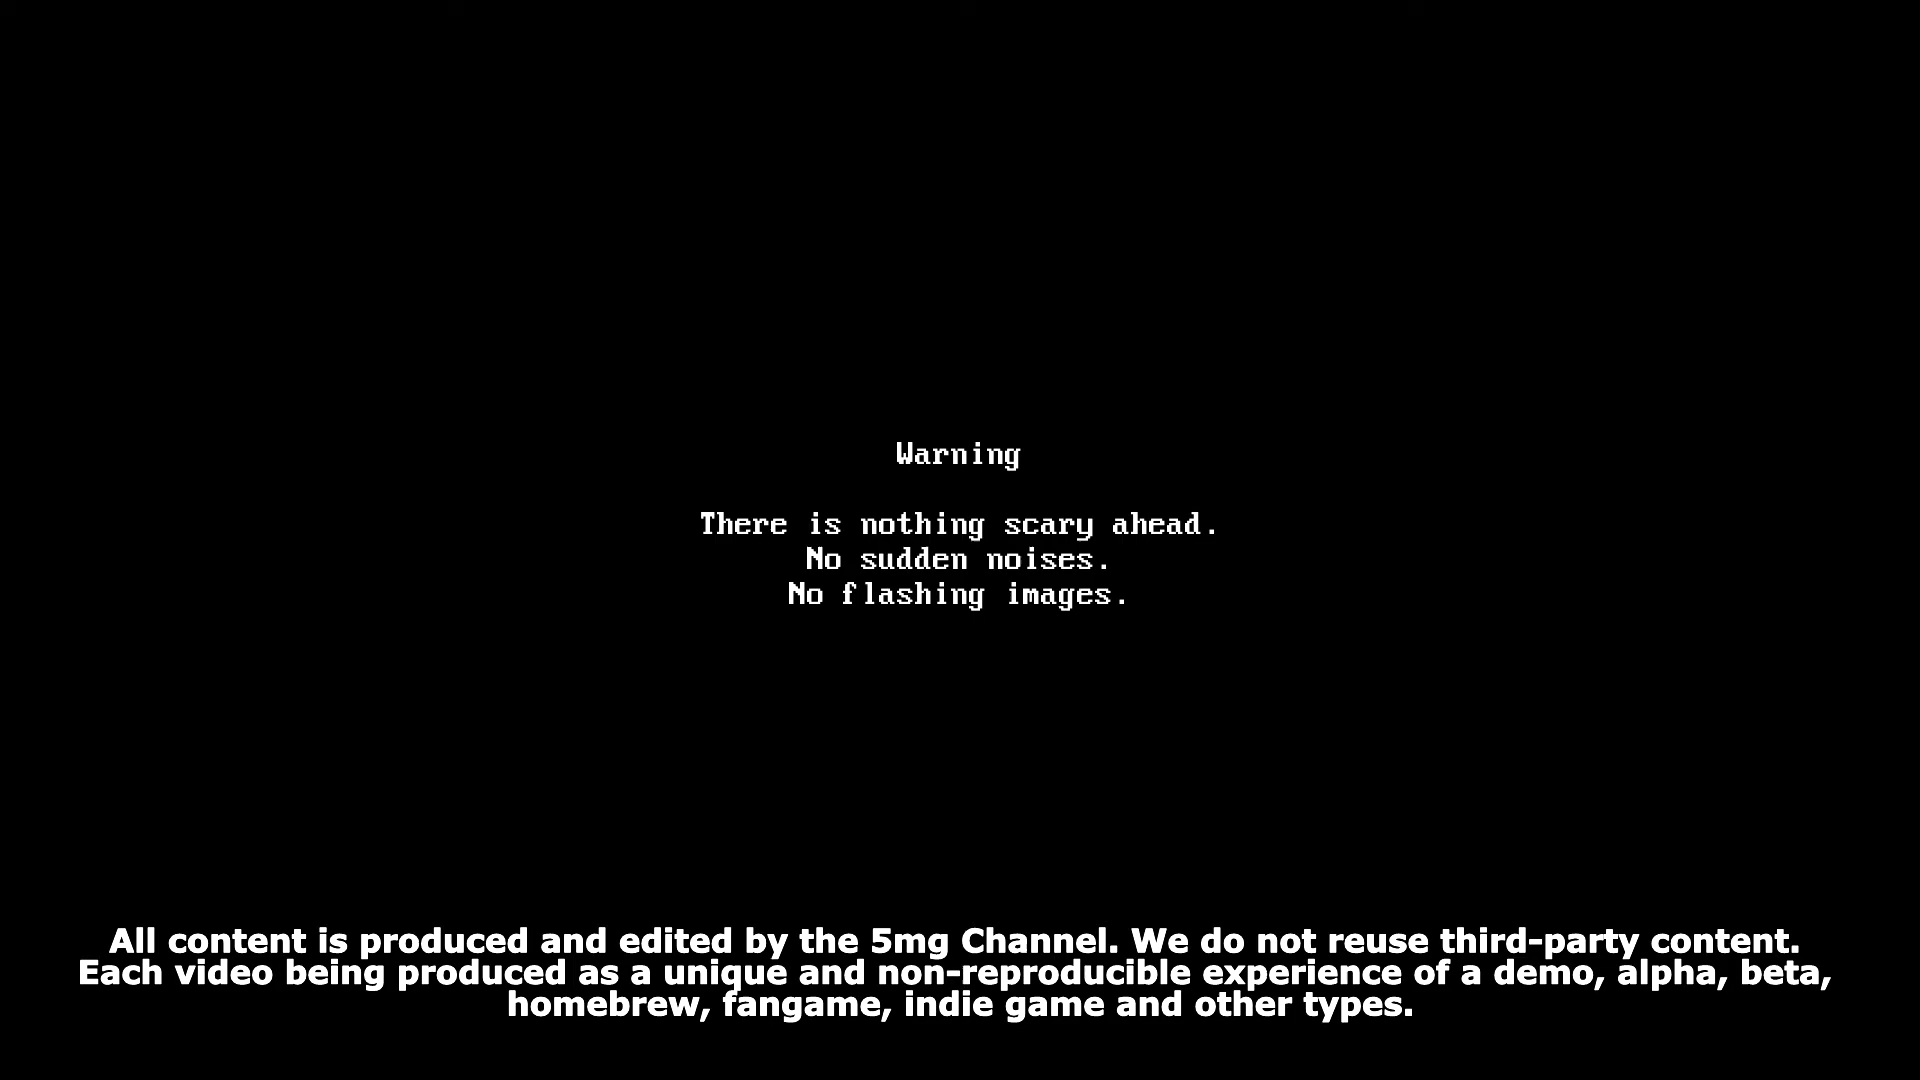 Warning
There is nothing scary ahead.
No sudden noises.
No flashing images.
All content is produced and edited by the 5mg Channel. We do not reuse third-party content.
Each video being produced as a unique and non-reproducible experience of a demo, alpha, beta,
homebrew, fangame, indie game and other types.